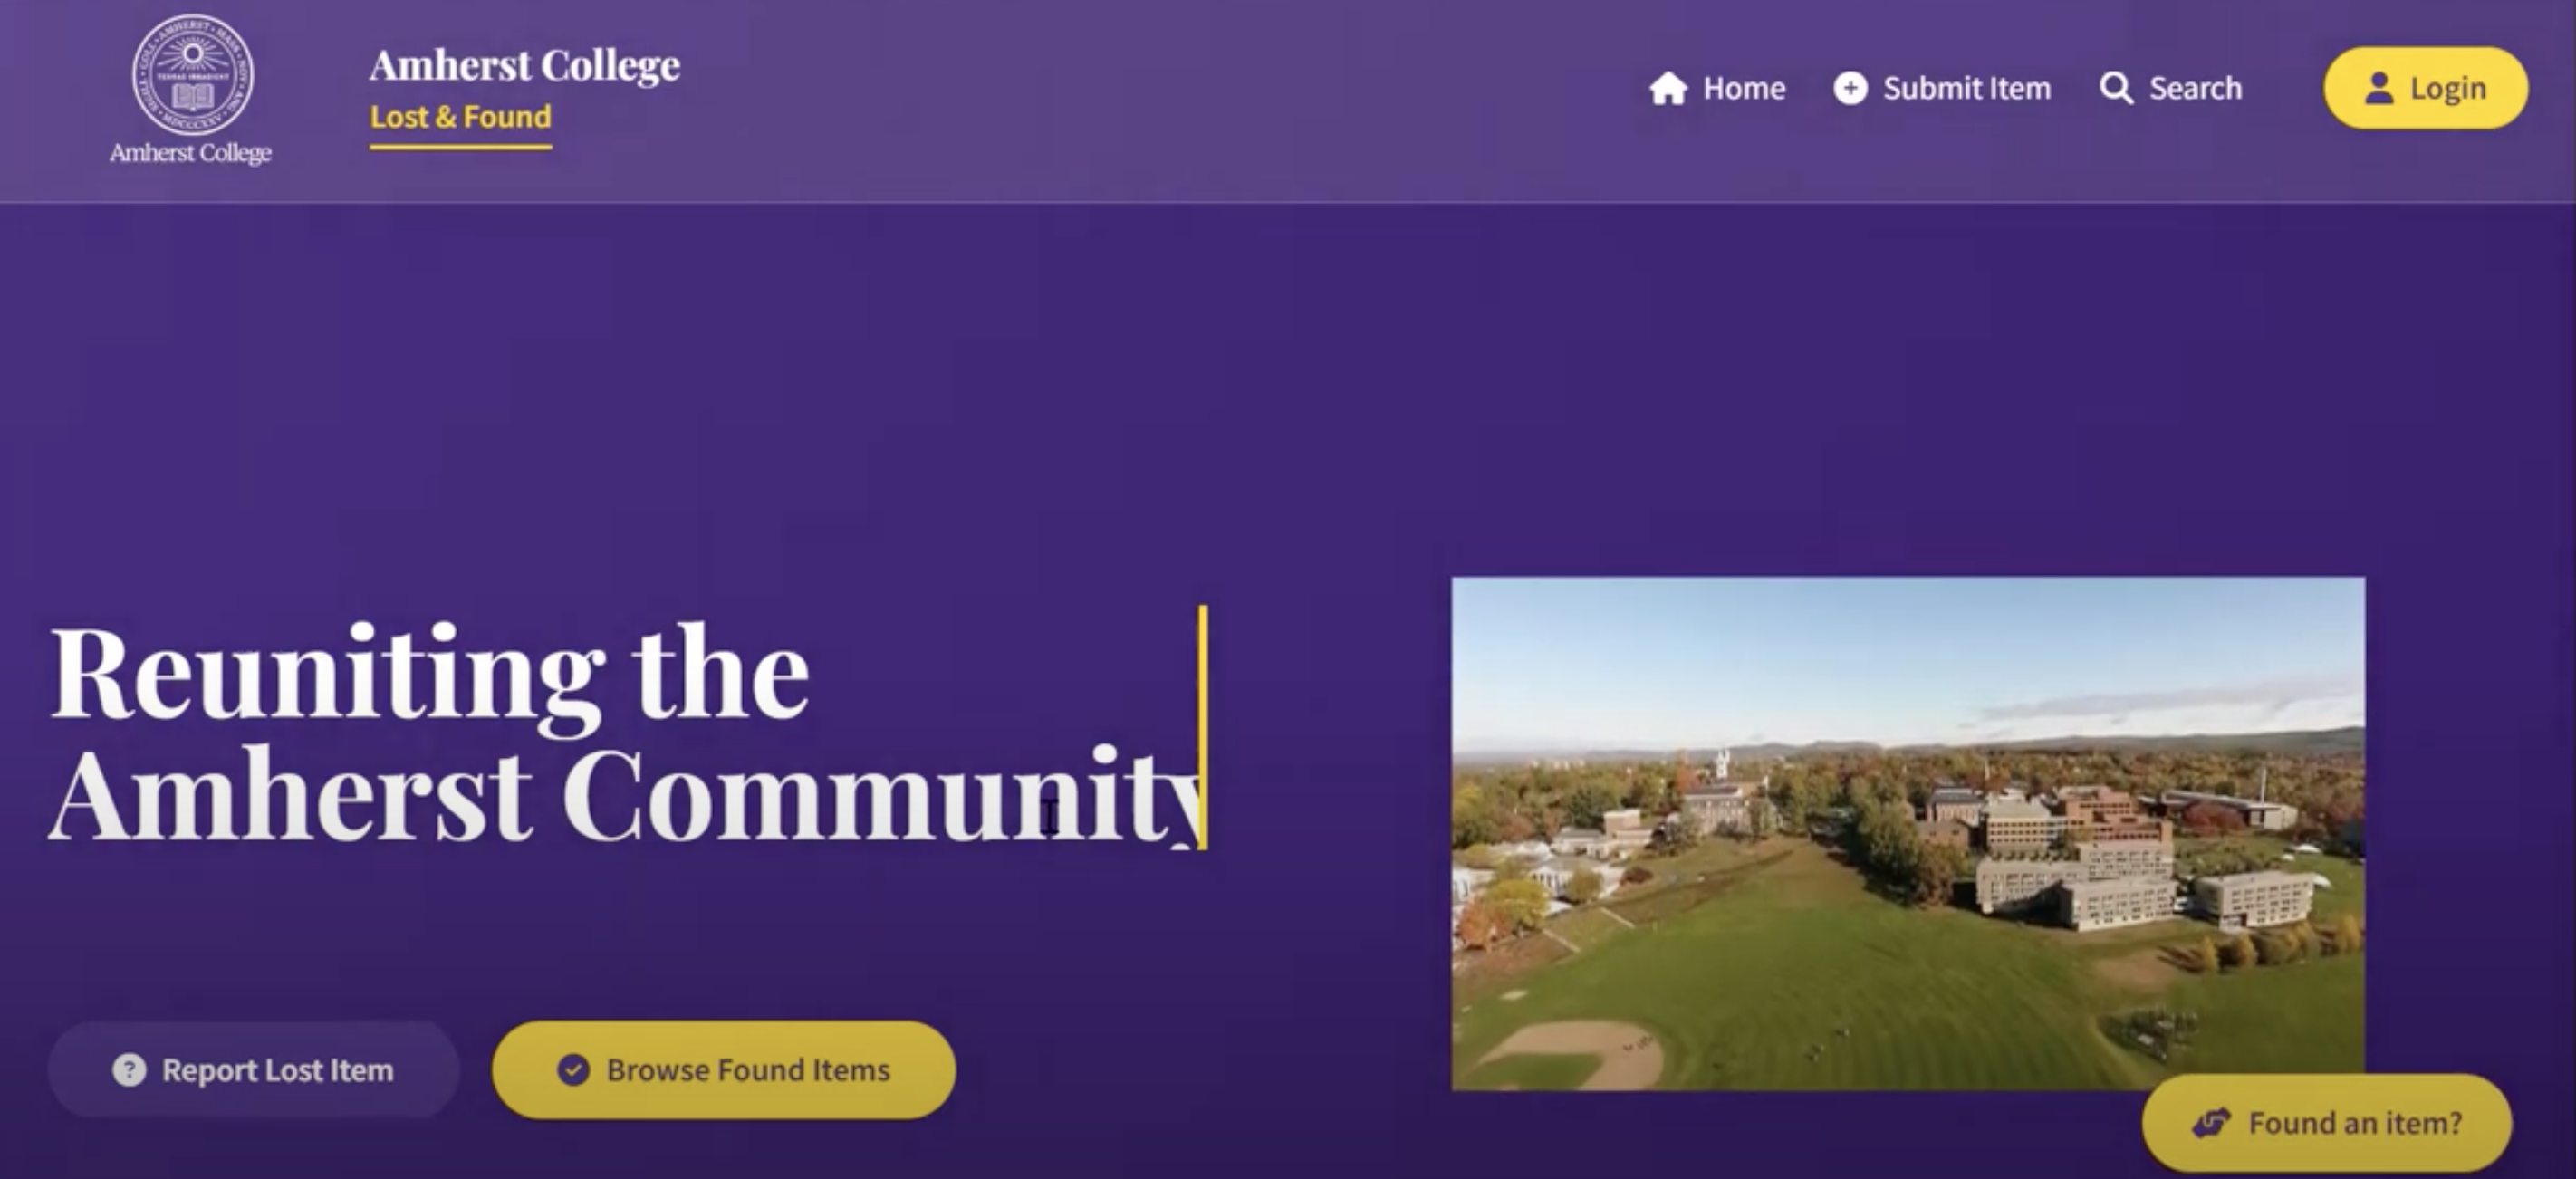 Amherst College
Amherst College
Lost & Found
Home
Submit Item
Search
Login
Reuniting the
Amherst Community
Report Lost Item
Browse Found Items
Found an item?